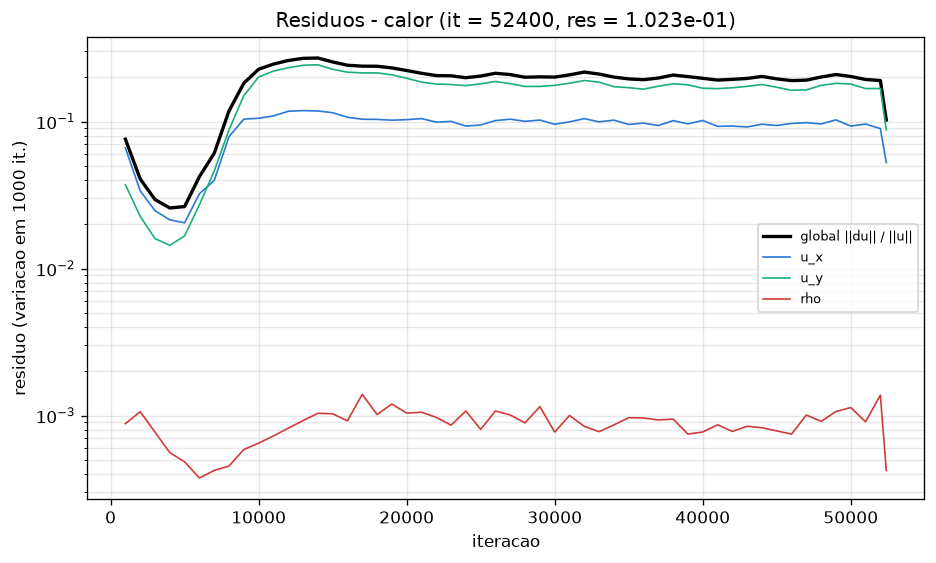 Residuos - calor (it = 52400, res = 1.023e-01)
residuo (variacao em 1000 it.)
10⁻¹
10⁻²
10⁻³
global ||du|| / ||u||
u_x
u_y
rho
0 10000 20000 30000 40000 50000
iteracao